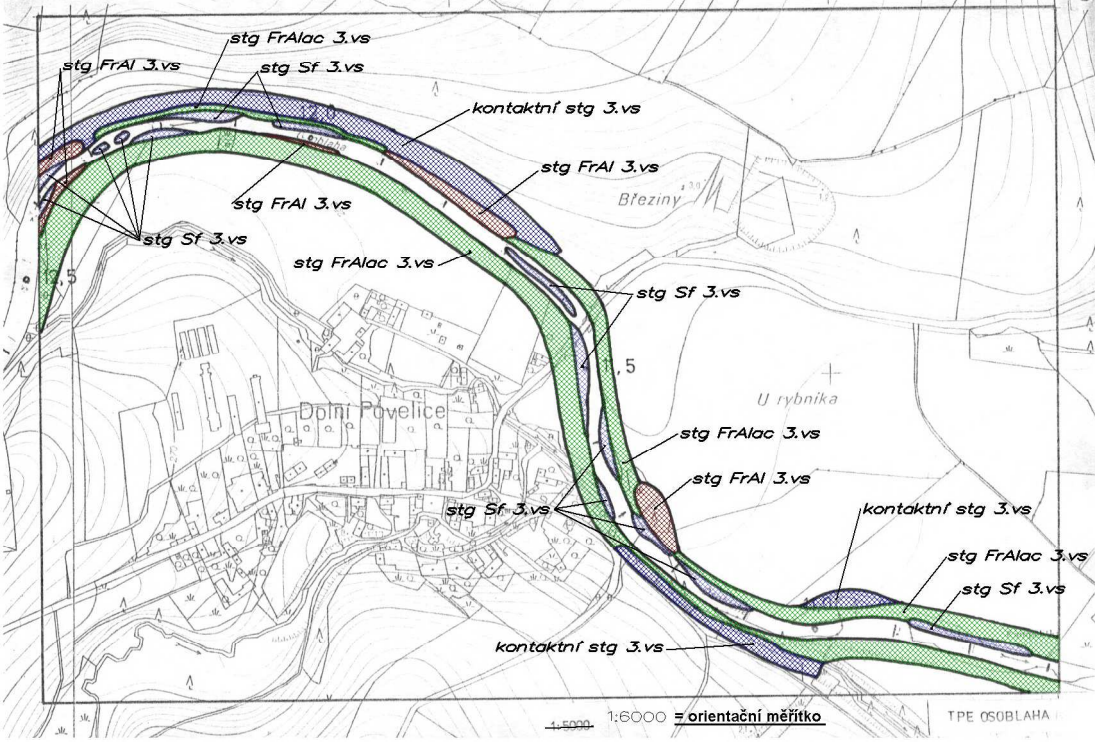 stg FrAlac 3.vs
stg FrAl 3.vs
stg Sf 3.vs
kontaktní stg 3.vs
stg FrAl 3.vs
Březiny
stg FrAl 3.vs
stg Sf 3.vs
stg FrAlac 3.vs
12,5
stg Sf 3.vs
11,5
U rybníka
Dolní Povelice
stg FrAlac 3.vs
stg FrAl 3.vs
stg Sf 3.vs
kontaktní stg 3.vs
stg FrAlac 3.vs
stg Sf 3.vs
kontaktní stg 3.vs
1:5000 1:6000 = orientační měřítko
TPE OSOBLAHA